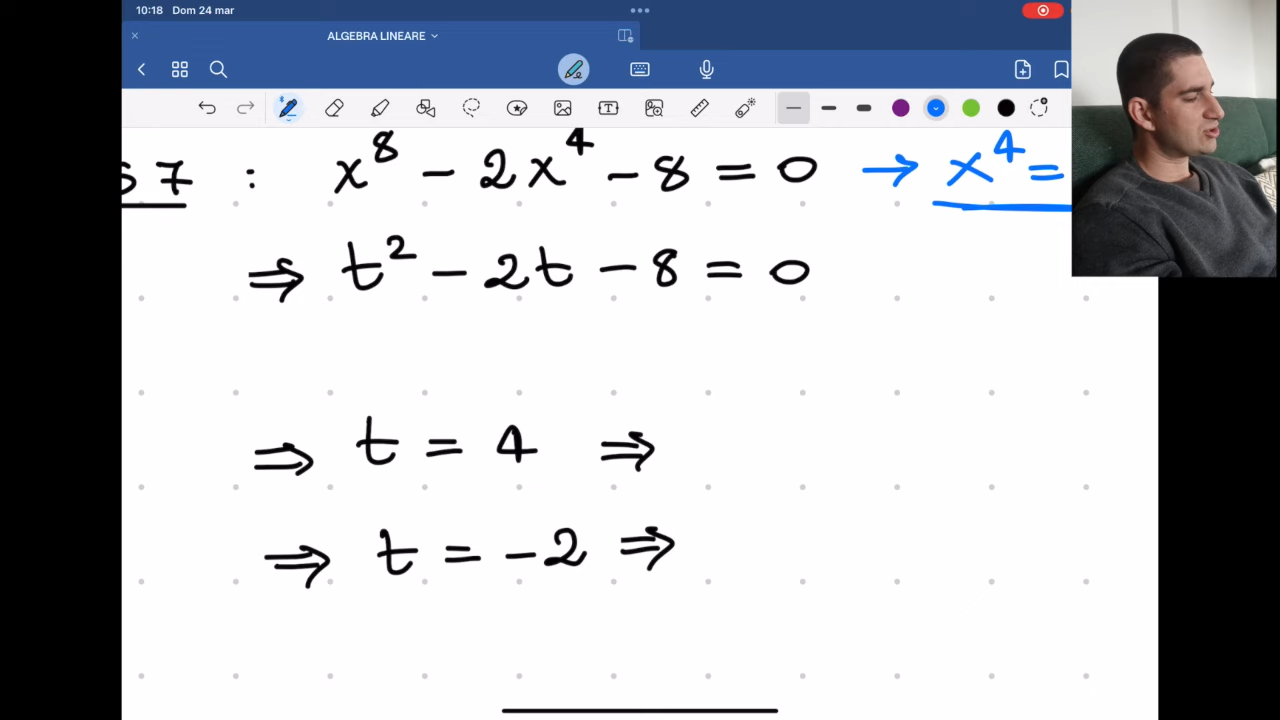 10:18 Dom 24 mar
ALGEBRA LINEARE
7 : x⁸ - 2x⁴ - 8 = 0 → x⁴ =
⇒ t² - 2t - 8 = 0
⇒ t = 4 ⇒
⇒ t = -2 ⇒